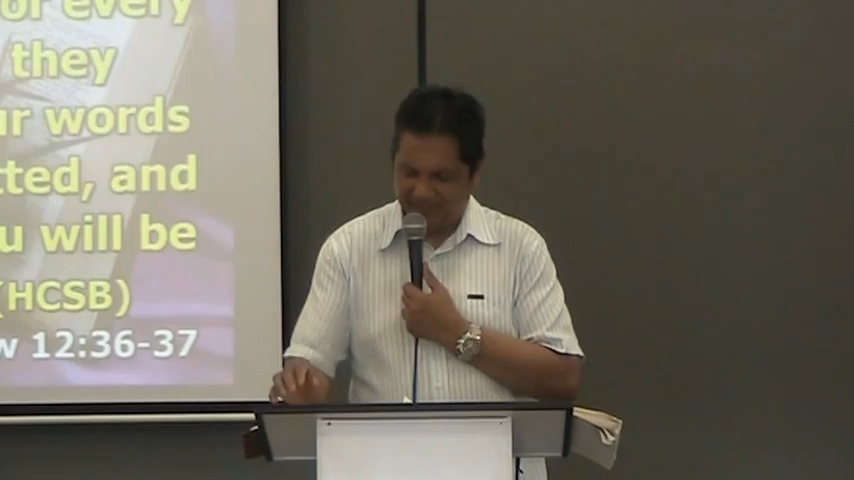 or every
they
ur words
tted, and
u will be
(HCSB)
w 12:36-37